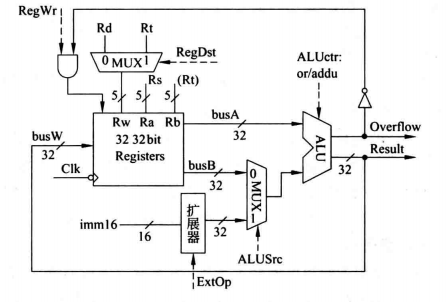 RegWr
Rd Rt
0 MUX 1
RegDst
Rs (Rt)
5 5 5
ALUctr:
or/addu
Rw Ra Rb
32 32bit
Registers
busW
32
Clk
busA
32
busB
32
0 MUX 1
ALU
Overflow
Result
32
imm16
16
扩展器
32
ALUSrc
ExtOp